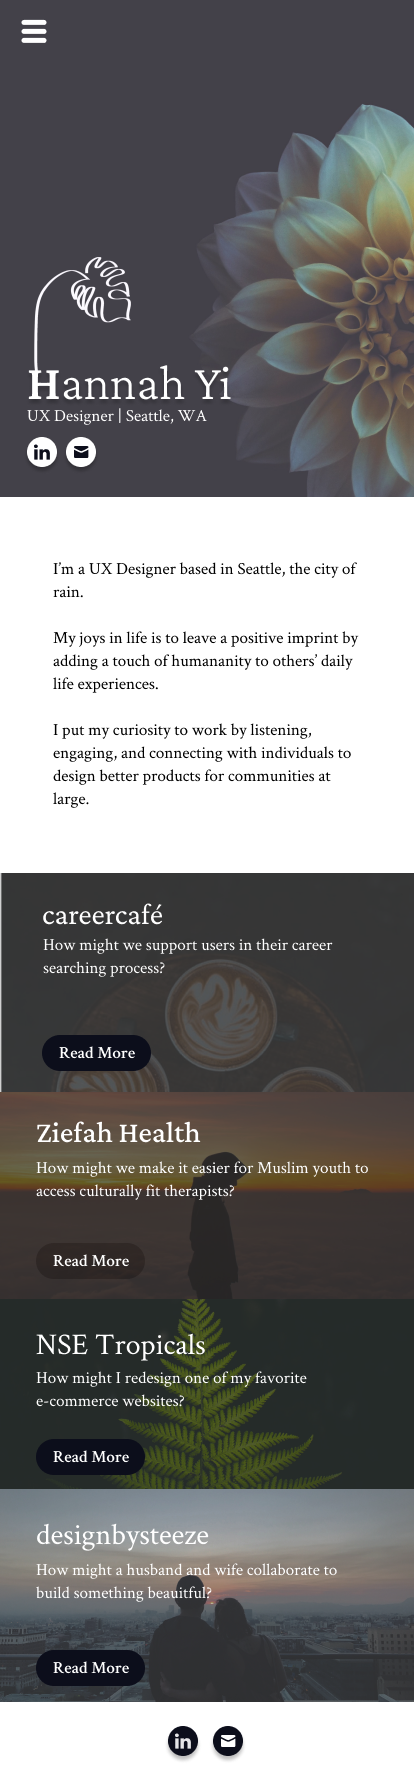 Hannah Yi
UX Designer | Seattle, WA
in
I'm a UX Designer based in Seattle, the city of
rain.
My joys in life is to leave a positive imprint by
adding a touch of humananity to others' daily
life experiences.
I put my curiosity to work by listening,
engaging, and connecting with individuals to
design better products for communities at
large.
careercafé
How might we support users in their career
searching process?
Read More
Ziefah Health
How might we make it easier for Muslim youth to
access culturally fit therapists?
Read More
NSE Tropicals
How might I redesign one of my favorite
e-commerce websites?
Read More
designbysteeze
How might a husband and wife collaborate to
build something beauitful?
Read More
in